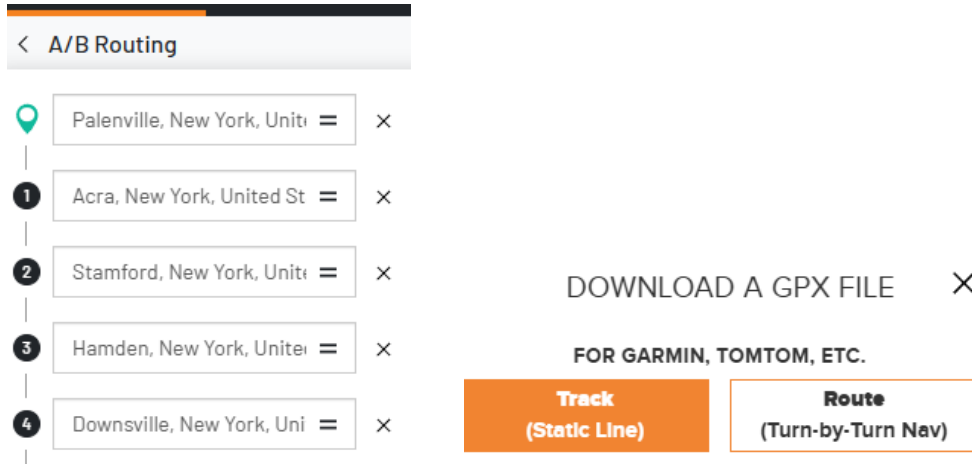 A/B Routing
Palenville, New York, Unit
1
Acra, New York, United St
2
Stamford, New York, Unit
3
Hamden, New York, Unite
4
Downsville, New York, Uni
DOWNLOAD A GPX FILE
FOR GARMIN, TOMTOM, ETC.
Track
(Static Line)
Route
(Turn-by-Turn Nav)